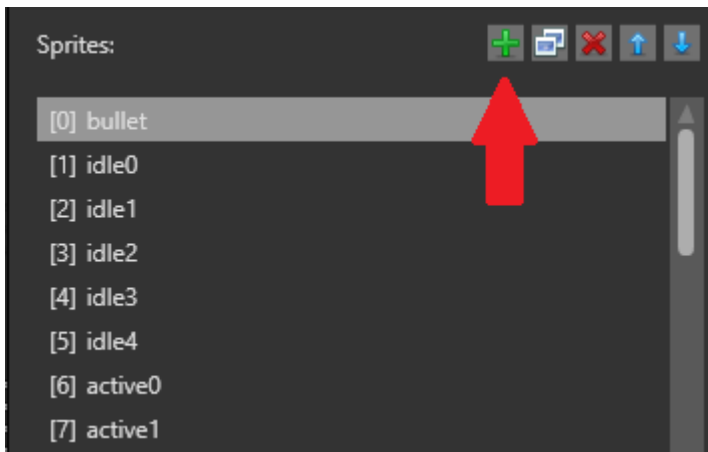 Sprites:
[0] bullet
[1] idle0
[2] idle1
[3] idle2
[4] idle3
[5] idle4
[6] active0
[7] active1